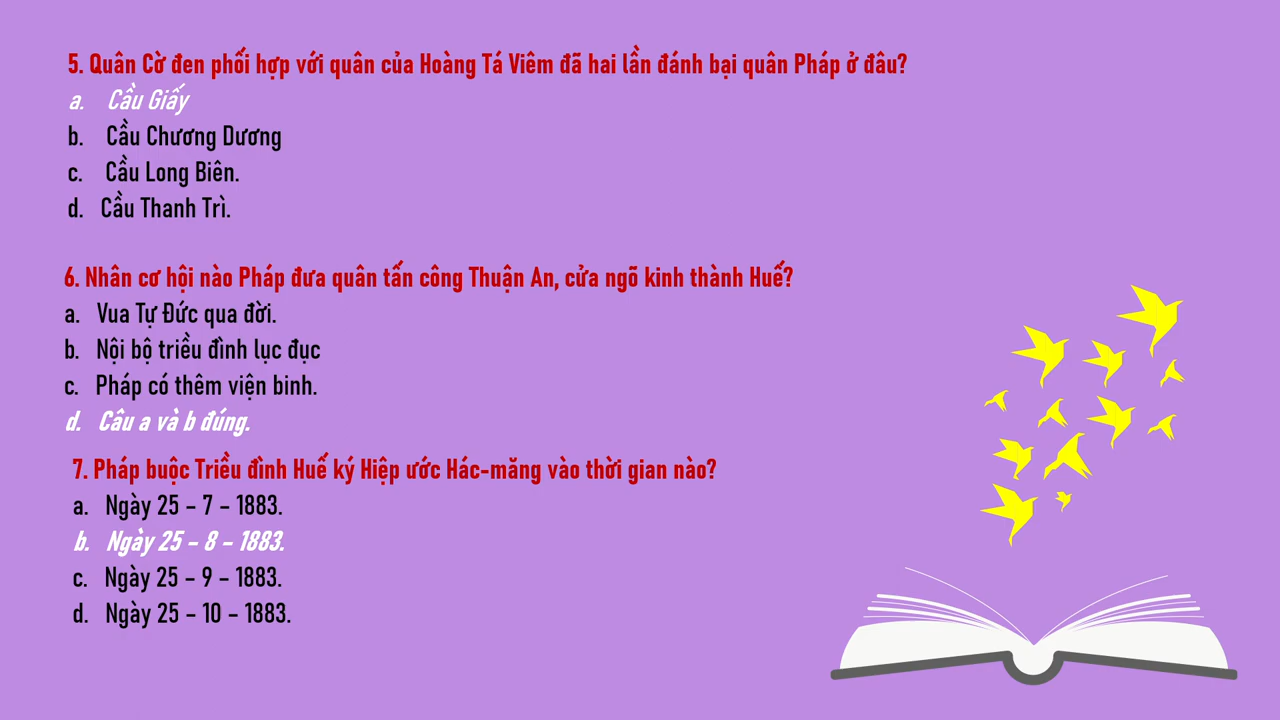 5. Quân Cờ đen phối hợp với quân của Hoàng Tá Viêm đã hai lần đánh bại quân Pháp ở đâu?
a. Cầu Giấy
b. Cầu Chương Dương
c. Cầu Long Biên.
d. Cầu Thanh Trì.
6. Nhân cơ hội nào Pháp đưa quân tấn công Thuận An, cửa ngõ kinh thành Huế?
a. Vua Tự Đức qua đời.
b. Nội bộ triều đình lục đục
c. Pháp có thêm viện binh.
d. Câu a và b đúng.
7. Pháp buộc Triều đình Huế ký Hiệp ước Hác-măng vào thời gian nào?
a. Ngày 25 – 7 – 1883.
b. Ngày 25 – 8 – 1883.
c. Ngày 25 – 9 – 1883.
d. Ngày 25 – 10 – 1883.